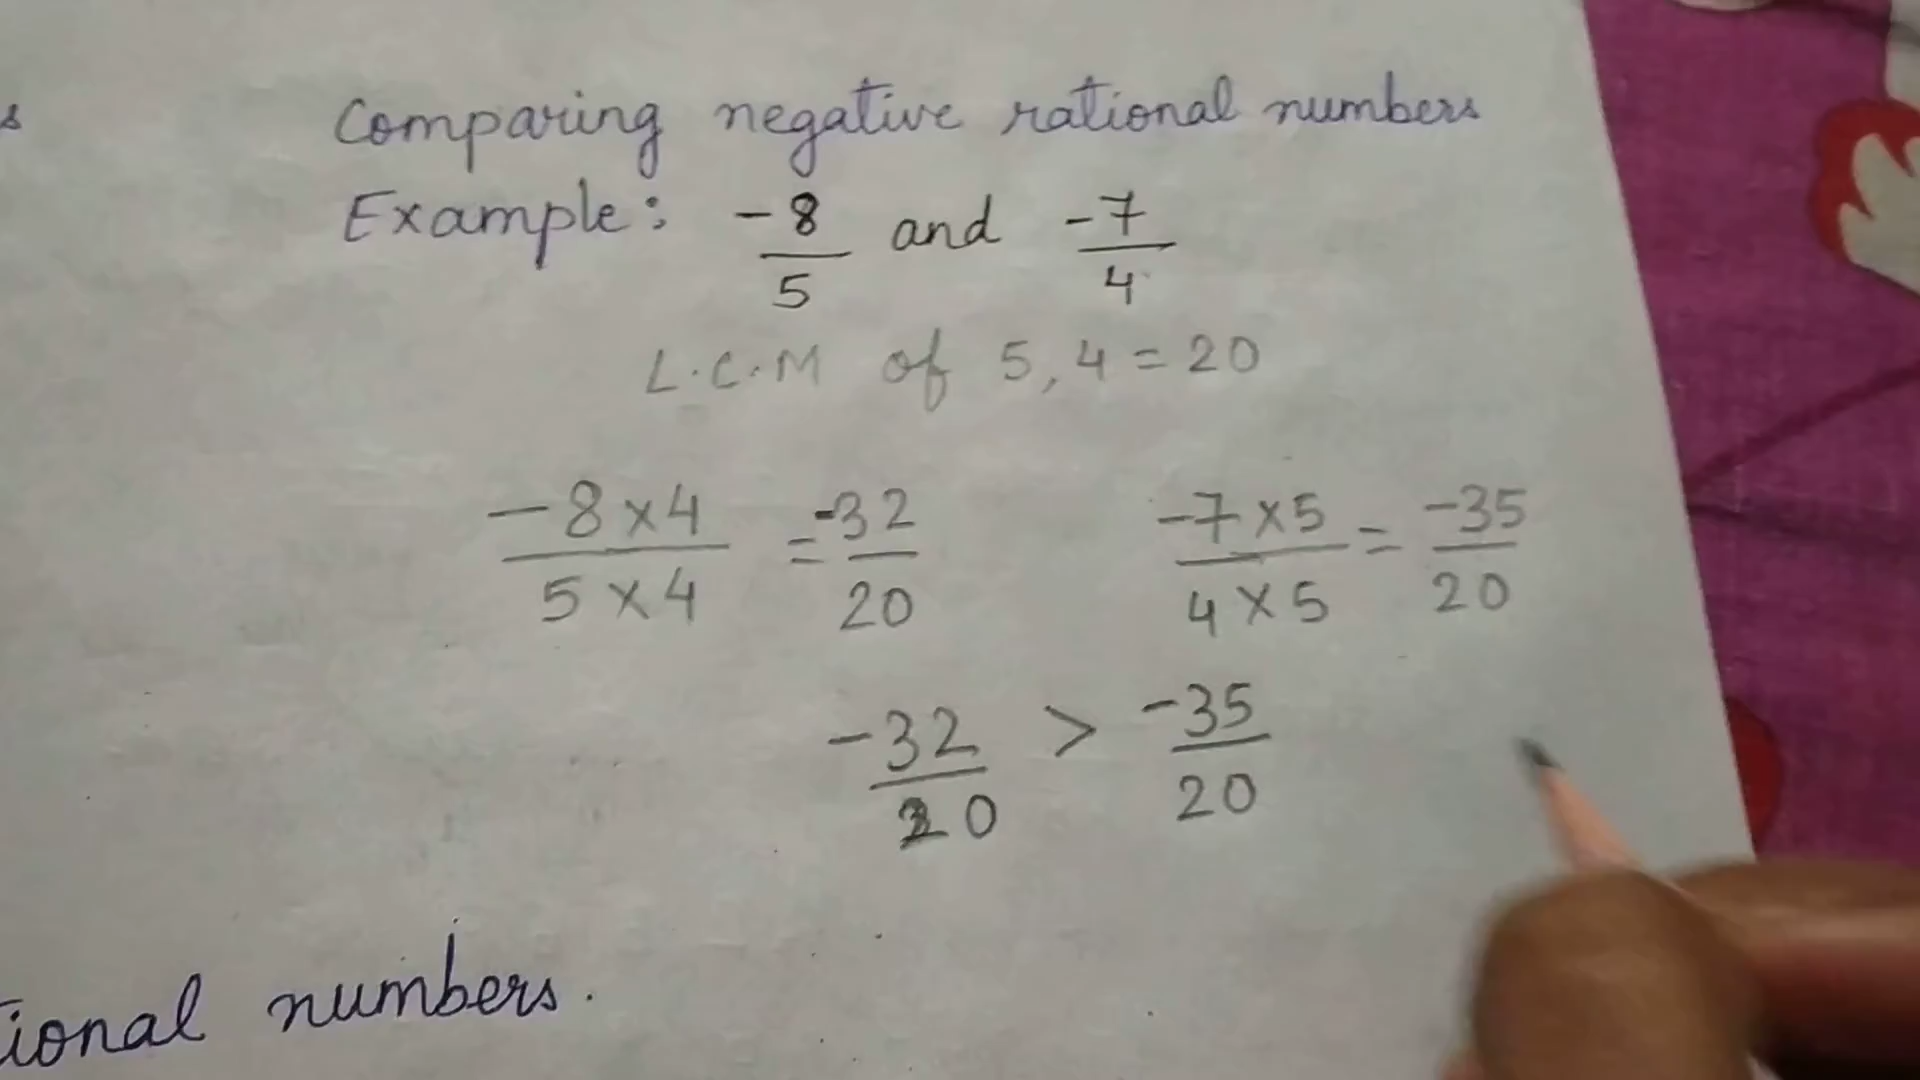 s
Comparing negative rational numbers
Example: -8/5 and -7/4
L.C.M of 5, 4 = 20
-8×4/5×4 = -32/20 -7×5/4×5 = -35/20
-32/20 > -35/20
tional numbers.